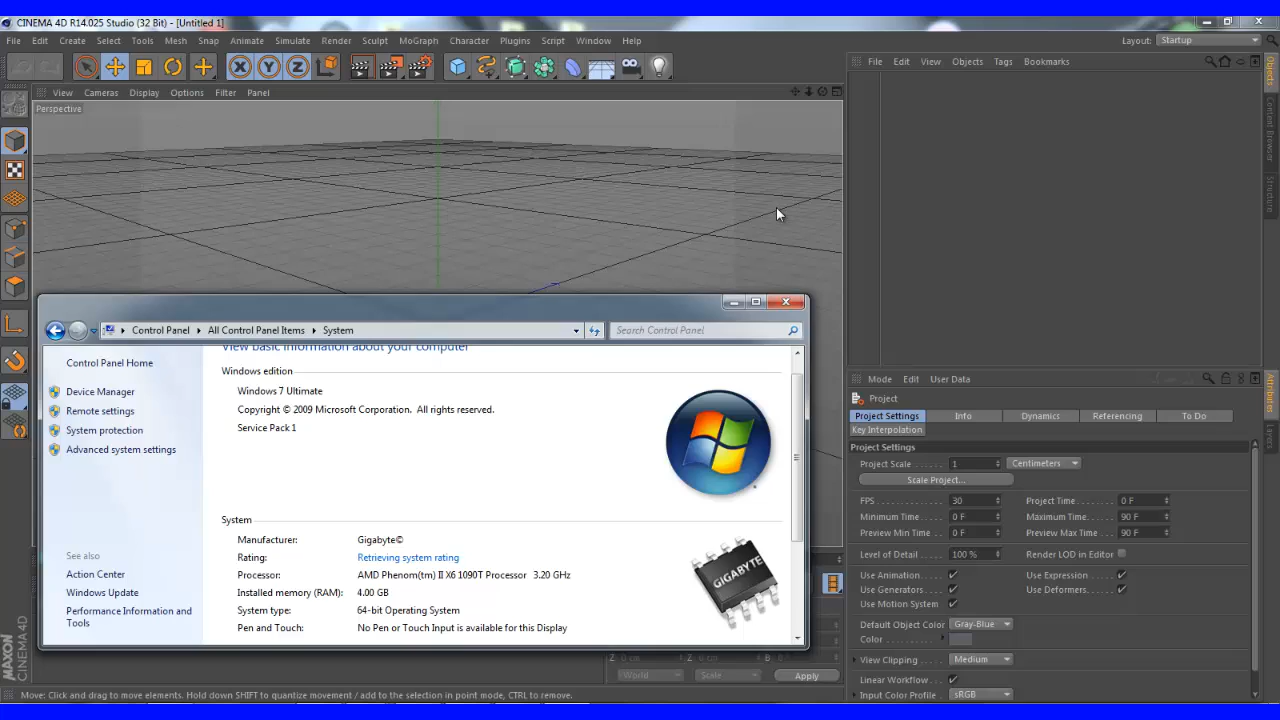 CINEMA 4D R14.025 Studio (32 Bit) - [Untitled 1]
File Edit Create Select Tools Mesh Snap Animate Simulate Render Sculpt MoGraph Character Plugins Script Window Help
Layout: Startup
File Edit View Objects Tags Bookmarks
View Cameras Display Options Filter Panel
Perspective
Objects
Content Browser
Structure
Control Panel All Control Panel Items System
Search Control Panel
Control Panel Home
Device Manager
Remote settings
System protection
Advanced system settings
See also
Action Center
Windows Update
Performance Information and
Tools
View basic information about your computer
Windows edition
Windows 7 Ultimate
Copyright © 2009 Microsoft Corporation. All rights reserved.
Service Pack 1
System
Manufacturer: Gigabyte©
Rating: Retrieving system rating
Processor: AMD Phenom(tm) II X6 1090T Processor 3.20 GHz
Installed memory (RAM): 4.00 GB
System type: 64-bit Operating System
Pen and Touch: No Pen or Touch Input is available for this Display
GIGABYTE
Mode Edit User Data
Project
Project Settings Info Dynamics Referencing To Do
Key Interpolation
Project Settings
Project Scale ...... 1 Centimeters
Scale Project...
FPS 30 Project Time 0 F
Minimum Time 0 F Maximum Time 90 F
Preview Min Time 0 F Preview Max Time 90 F
Level of Detail 100 % Render LOD in Editor
Use Animation Use Expression
Use Generators Use Deformers
Use Motion System
Default Object Color Gray-Blue
Color
View Clipping Medium
Linear Workflow
Input Color Profile sRGB
Attributes
Layers
World Scale Apply
MAXON
CINEMA 4D
Move: Click and drag to move elements. Hold down SHIFT to quantize movement / add to the selection in point mode, CTRL to remove.